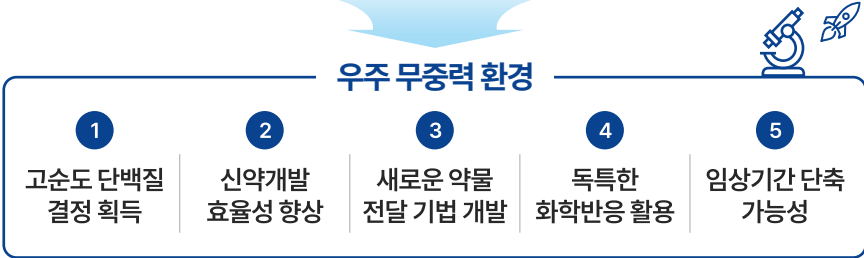 우주 무중력 환경
1
고순도 단백질
결정 획득
2
신약개발
효율성 향상
3
새로운 약물
전달 기법 개발
4
독특한
화학반응 활용
5
임상기간 단축
가능성